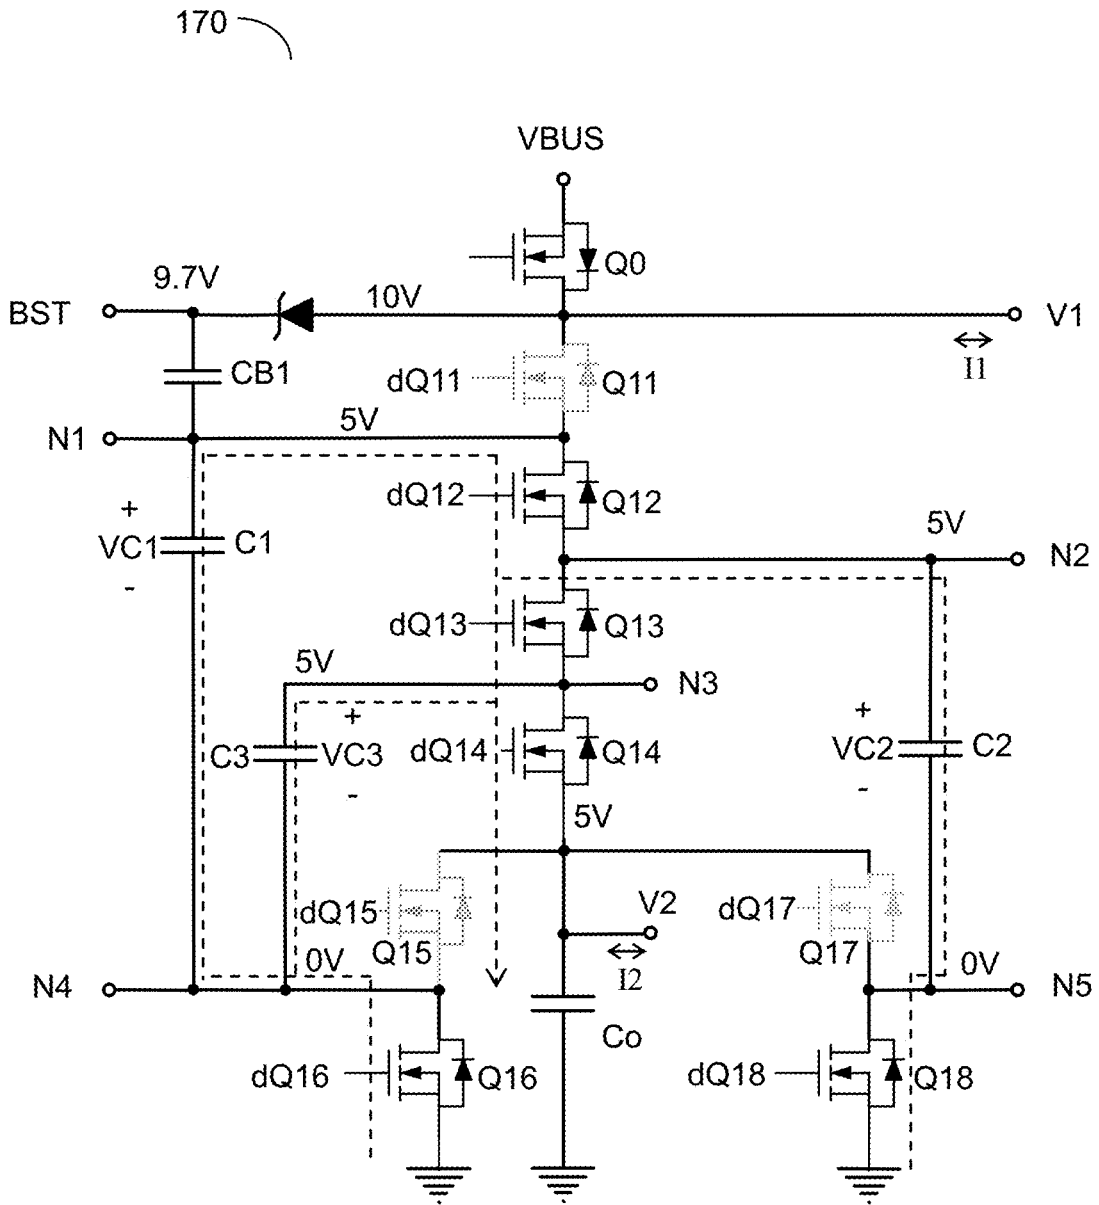 170
VBUS
Q0
9.7V
BST
10V
V1
I1
CB1
dQ11
Q11
N1
5V
dQ12
Q12
+
VC1
-
C1
5V
N2
dQ13
Q13
5V
N3
+
C3
VC3
-
dQ14
Q14
+
VC2
-
C2
5V
dQ15
Q15
V2
I2
dQ17
Q17
N4
0V
0V
N5
Co
dQ16
Q16
dQ18
Q18